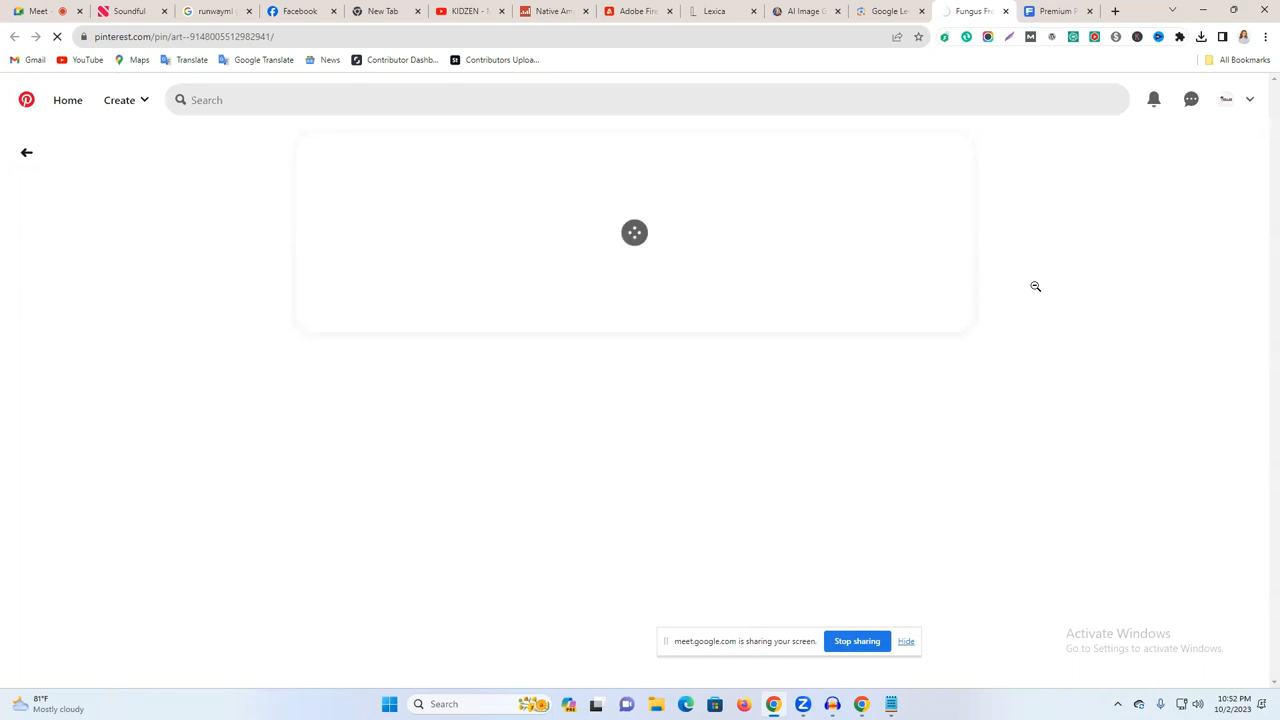 Meet - Soundful runwayml Facebook New Tab KIDZEN - Native Am Adobe Fire Lexica AI Image G Google Le Fungus Fr Premium P
pinterest.com/pin/art--9148005512982941/
Gmail YouTube Maps Translate Google Translate News Contributor Dashb... Contributors Uploa... All Bookmarks
Home Create Search
meet.google.com is sharing your screen. Stop sharing Hide
Activate Windows
Go to Settings to activate Windows.
81°F
Mostly cloudy
Search
10:52 PM
10/2/2023